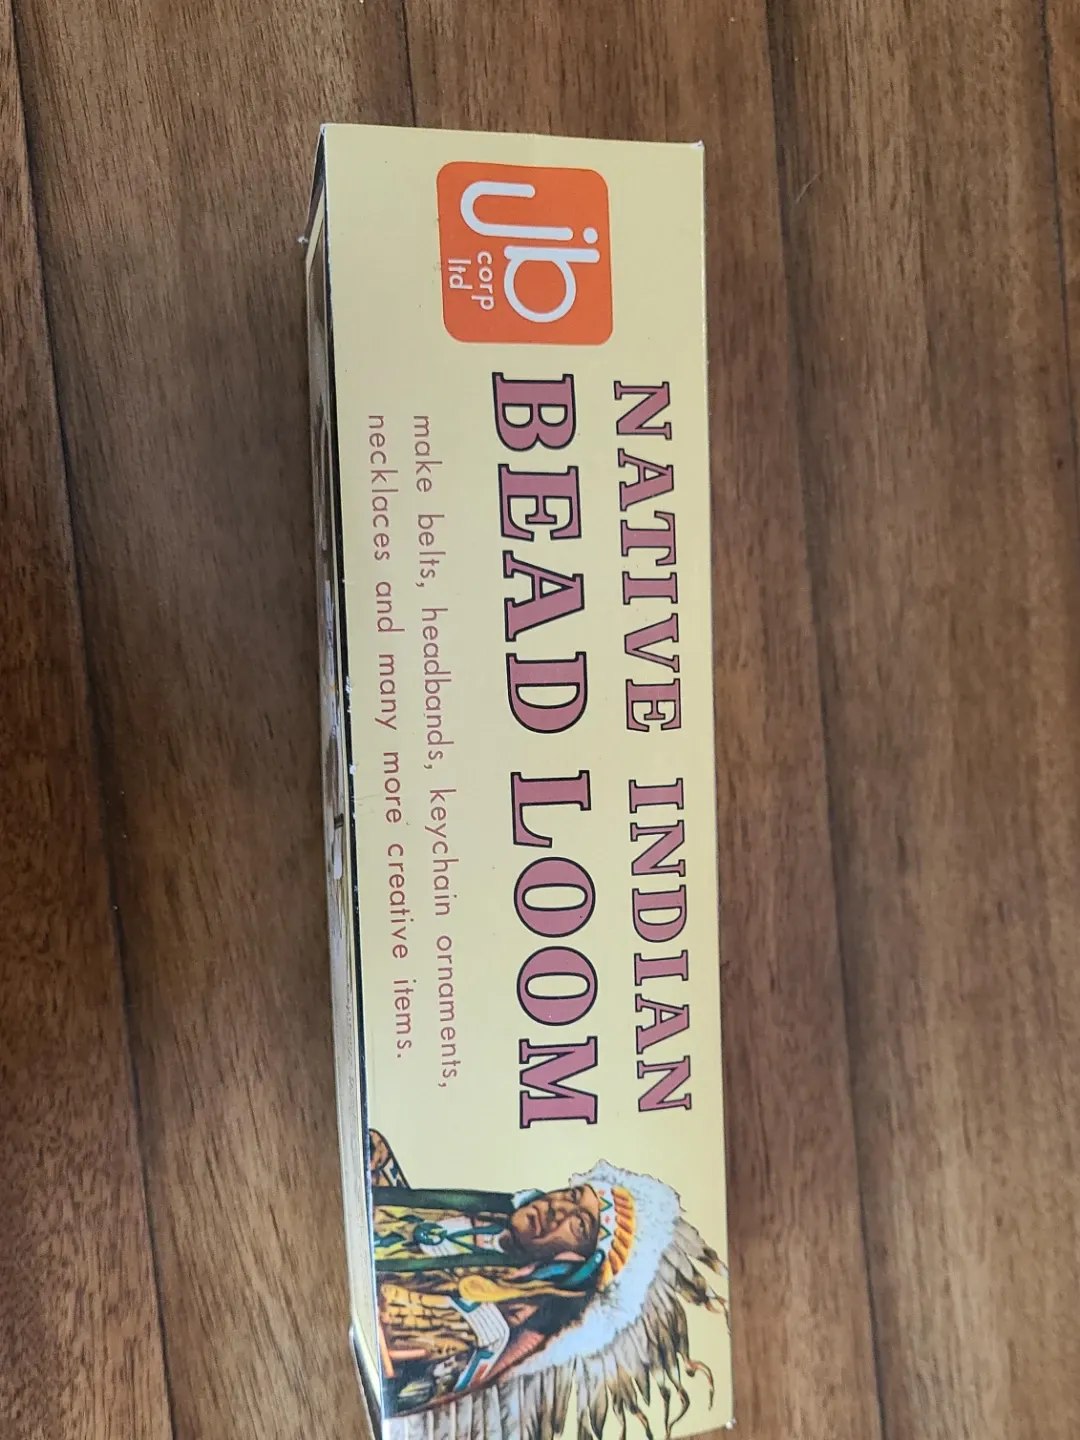 jb
corp
ltd
NATIVE INDIAN
BEAD LOOM
make belts, headbands, keychain ornaments,
necklaces and many more creative items.